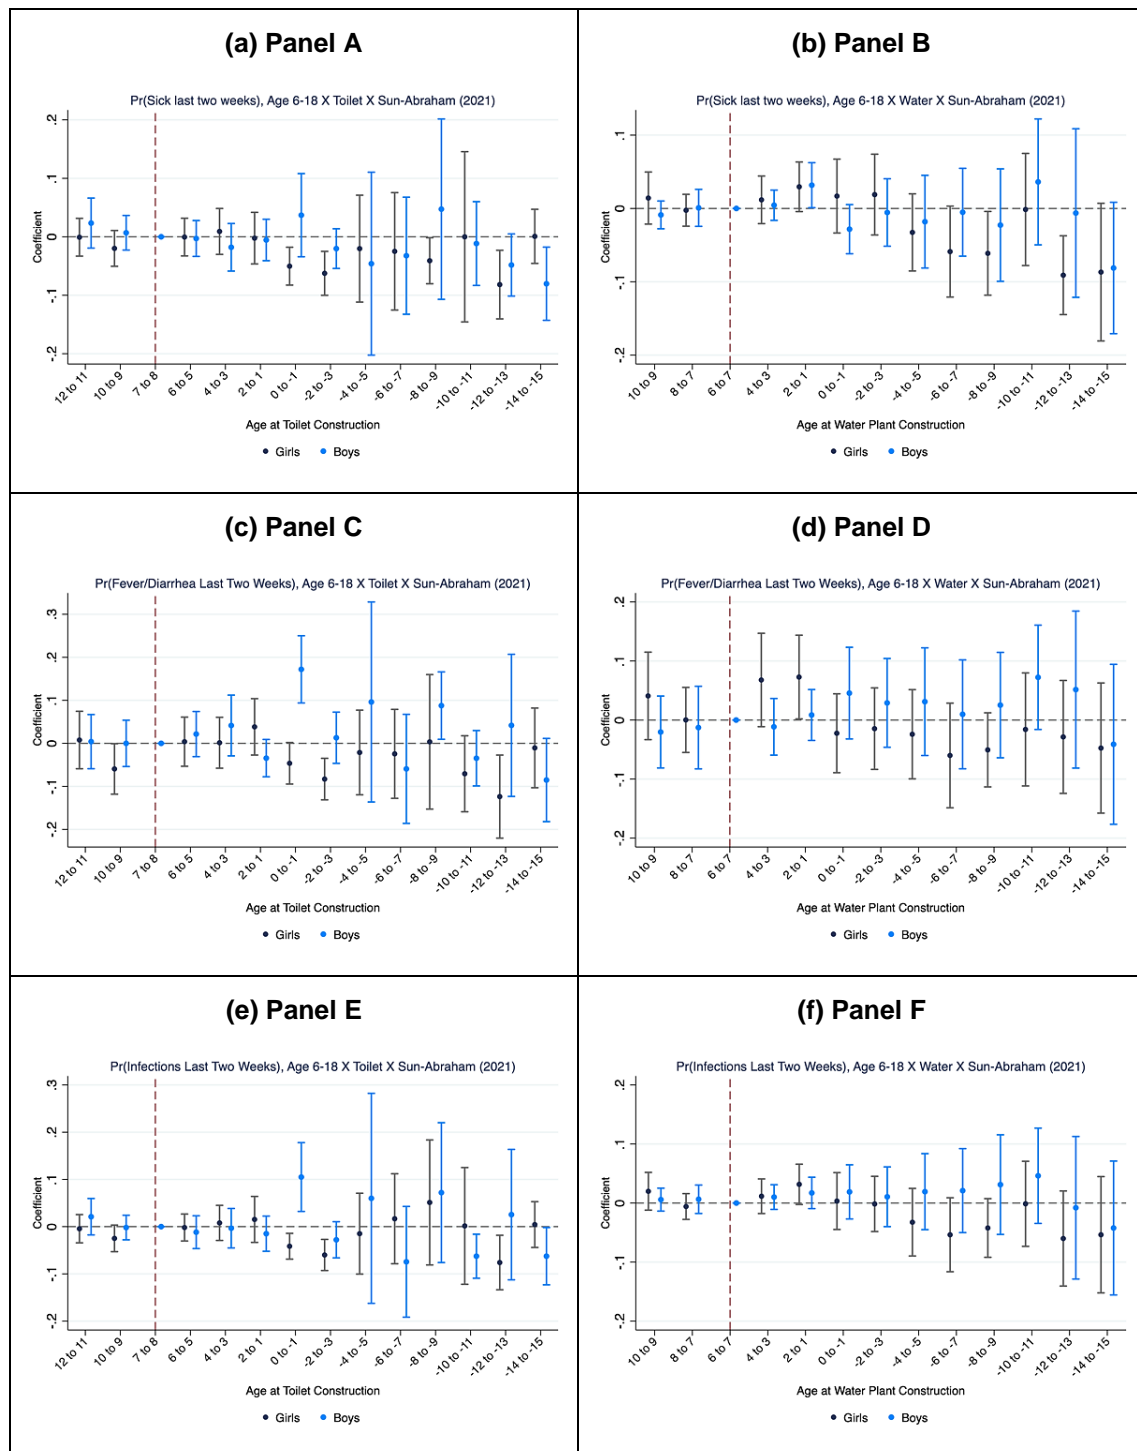 (a) Panel A
Pr(Sick last two weeks), Age 6-18 X Toilet X Sun-Abraham (2021)
Coefficient
.2
.1
0
-.1
-.2
12 to 11
10 to 9
7 to 8
6 to 5
4 to 3
2 to 1
0 to -1
-2 to -3
-4 to -5
-6 to -7
-8 to -9
-10 to -11
-12 to -13
-14 to -15
Age at Toilet Construction
Girls Boys
(b) Panel B
Pr(Sick last two weeks), Age 6-18 X Water X Sun-Abraham (2021)
Coefficient
.1
0
-.1
-.2
10 to 9
8 to 7
6 to 7
4 to 3
2 to 1
0 to -1
-2 to -3
-4 to -5
-6 to -7
-8 to -9
-10 to -11
-12 to -13
-14 to -15
Age at Water Plant Construction
Girls Boys
(c) Panel C
Pr(Fever/Diarrhea Last Two Weeks), Age 6-18 X Toilet X Sun-Abraham (2021)
Coefficient
.3
.2
.1
0
-.1
-.2
12 to 11
10 to 9
7 to 8
6 to 5
4 to 3
2 to 1
0 to -1
-2 to -3
-4 to -5
-6 to -7
-8 to -9
-10 to -11
-12 to -13
-14 to -15
Age at Toilet Construction
Girls Boys
(d) Panel D
Pr(Fever/Diarrhea Last Two Weeks), Age 6-18 X Water X Sun-Abraham (2021)
Coefficient
.2
.1
0
-.1
-.2
10 to 9
8 to 7
6 to 7
4 to 3
2 to 1
0 to -1
-2 to -3
-4 to -5
-6 to -7
-8 to -9
-10 to -11
-12 to -13
-14 to -15
Age at Water Plant Construction
Girls Boys
(e) Panel E
Pr(Infections Last Two Weeks), Age 6-18 X Toilet X Sun-Abraham (2021)
Coefficient
.3
.2
.1
0
-.1
-.2
12 to 11
10 to 9
7 to 8
6 to 5
4 to 3
2 to 1
0 to -1
-2 to -3
-4 to -5
-6 to -7
-8 to -9
-10 to -11
-12 to -13
-14 to -15
Age at Toilet Construction
Girls Boys
(f) Panel F
Pr(Infections Last Two Weeks), Age 6-18 X Water X Sun-Abraham (2021)
Coefficient
.2
.1
0
-.1
-.2
10 to 9
8 to 7
6 to 7
4 to 3
2 to 1
0 to -1
-2 to -3
-4 to -5
-6 to -7
-8 to -9
-10 to -11
-12 to -13
-14 to -15
Age at Water Plant Construction
Girls Boys